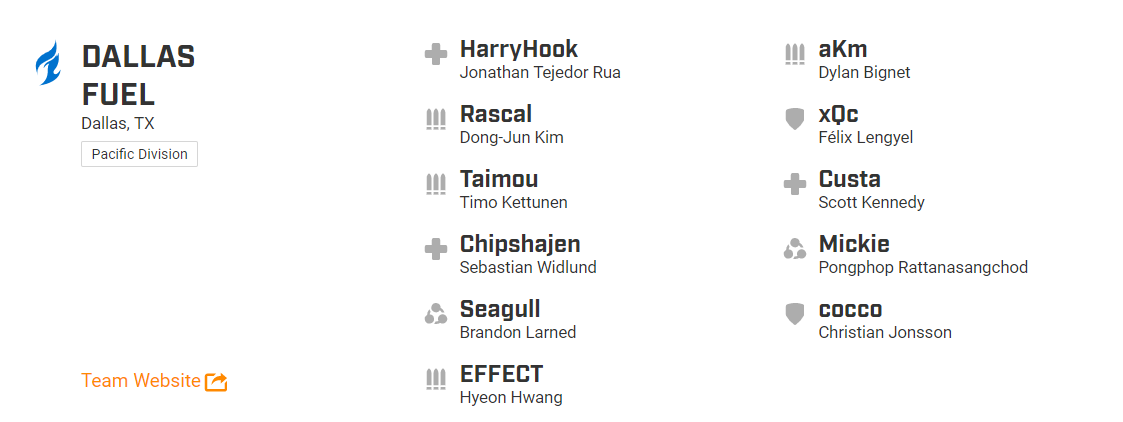 DALLAS
FUEL
Dallas, TX
Pacific Division
Team Website
HarryHook
Jonathan Tejedor Rua
Rascal
Dong-Jun Kim
Taimou
Timo Kettunen
Chipshajen
Sebastian Widlund
Seagull
Brandon Larned
EFFECT
Hyeon Hwang
aKm
Dylan Bignet
xQc
Félix Lengyel
Custa
Scott Kennedy
Mickie
Pongphop Rattanasangchod
cocco
Christian Jonsson